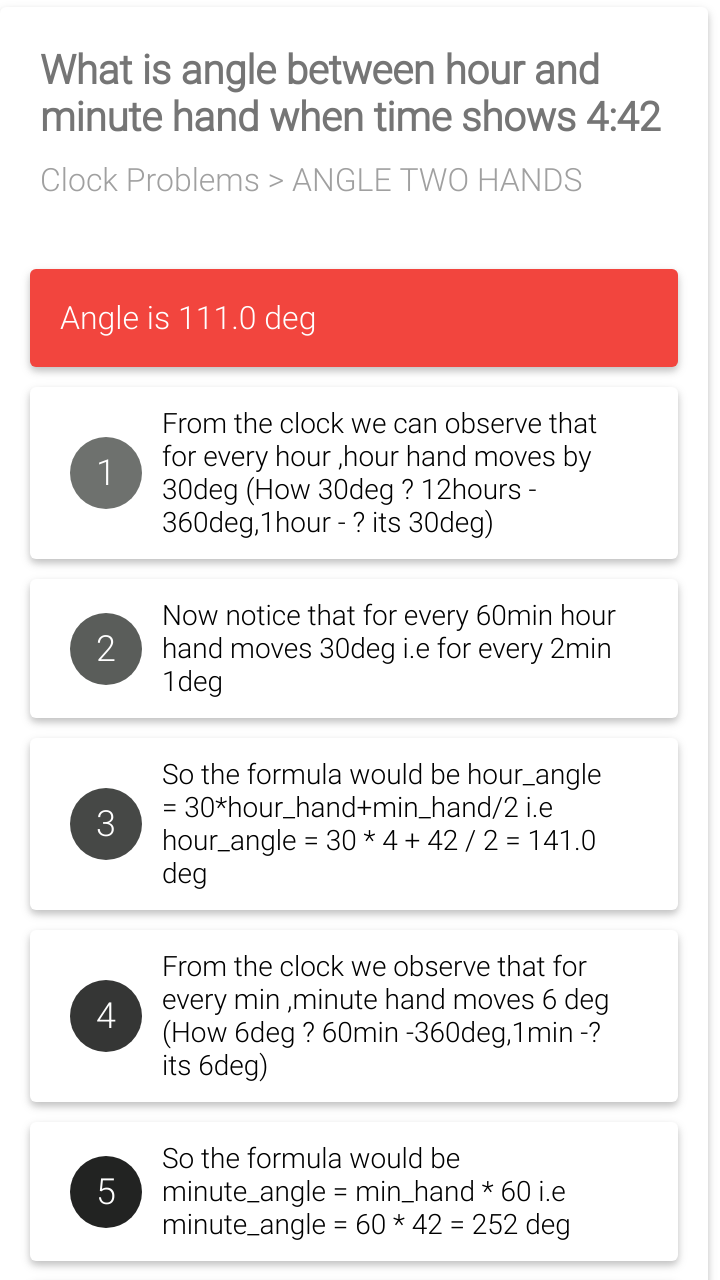 What is angle between hour and
minute hand when time shows 4:42
Clock Problems > ANGLE TWO HANDS
Angle is 111.0 deg
1
From the clock we can observe that
for every hour ,hour hand moves by
30deg (How 30deg ? 12hours -
360deg,1hour - ? its 30deg)
2
Now notice that for every 60min hour
hand moves 30deg i.e for every 2min
1deg
3
So the formula would be hour_angle
= 30*hour_hand+min_hand/2 i.e
hour_angle = 30 * 4 + 42 / 2 = 141.0
deg
4
From the clock we observe that for
every min ,minute hand moves 6 deg
(How 6deg ? 60min -360deg,1min -?
its 6deg)
5
So the formula would be
minute_angle = min_hand * 60 i.e
minute_angle = 60 * 42 = 252 deg